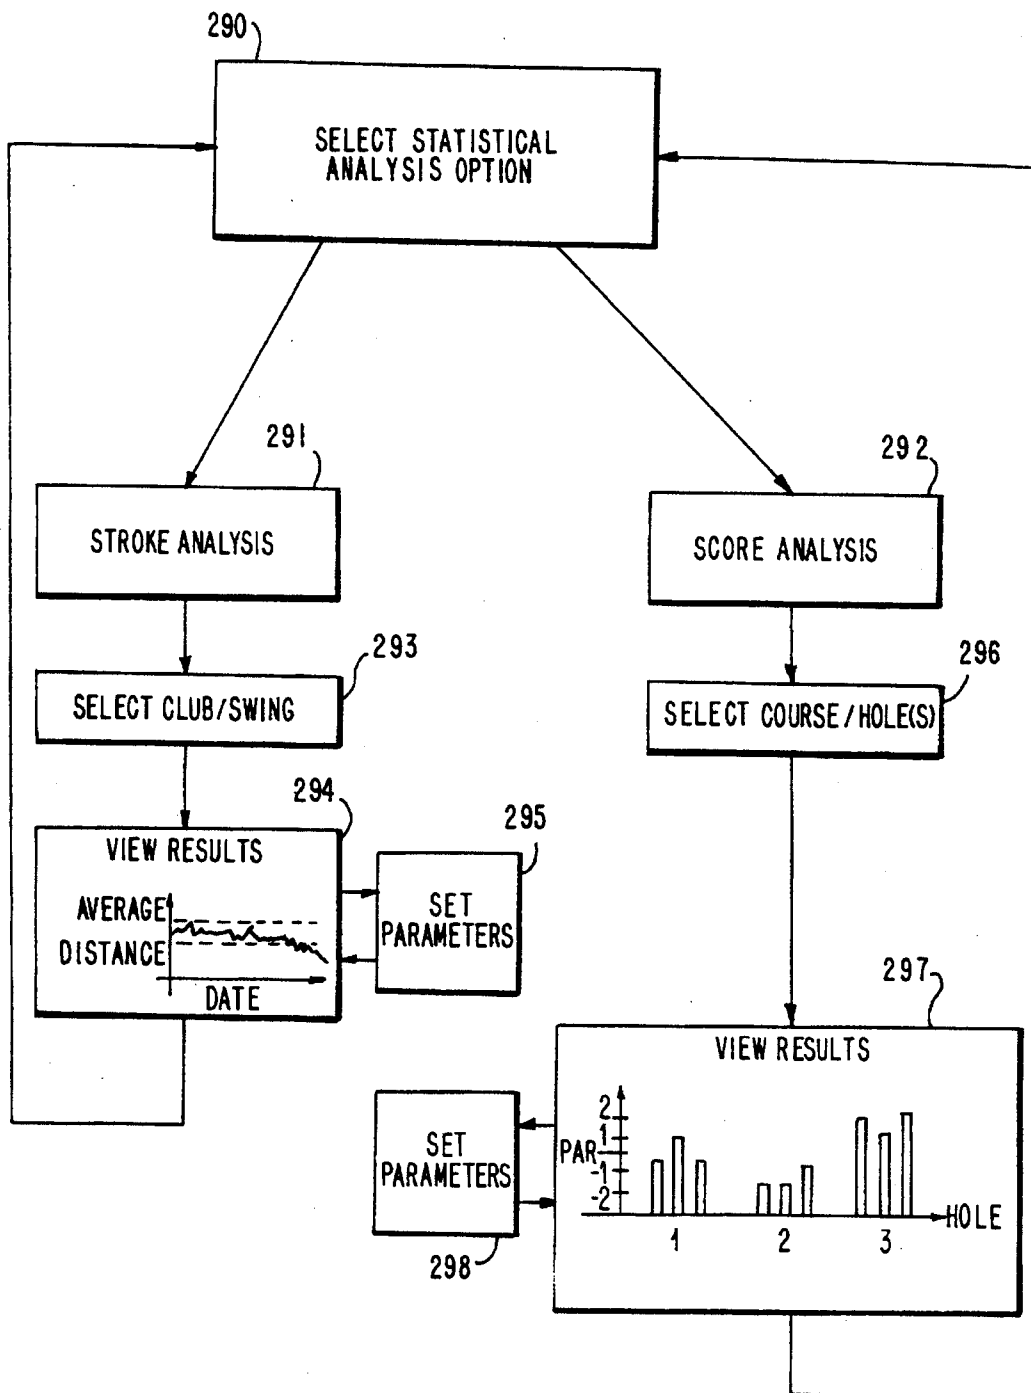 290
SELECT STATISTICAL
ANALYSIS OPTION
291
STROKE ANALYSIS
292
SCORE ANALYSIS
293
SELECT CLUB/SWING
296
SELECT COURSE/HOLE(S)
294
VIEW RESULTS
AVERAGE
DISTANCE
DATE
295
SET
PARAMETERS
297
VIEW RESULTS
2
1
PAR
-1
-2
HOLE
1 2 3
SET
PARAMETERS
298